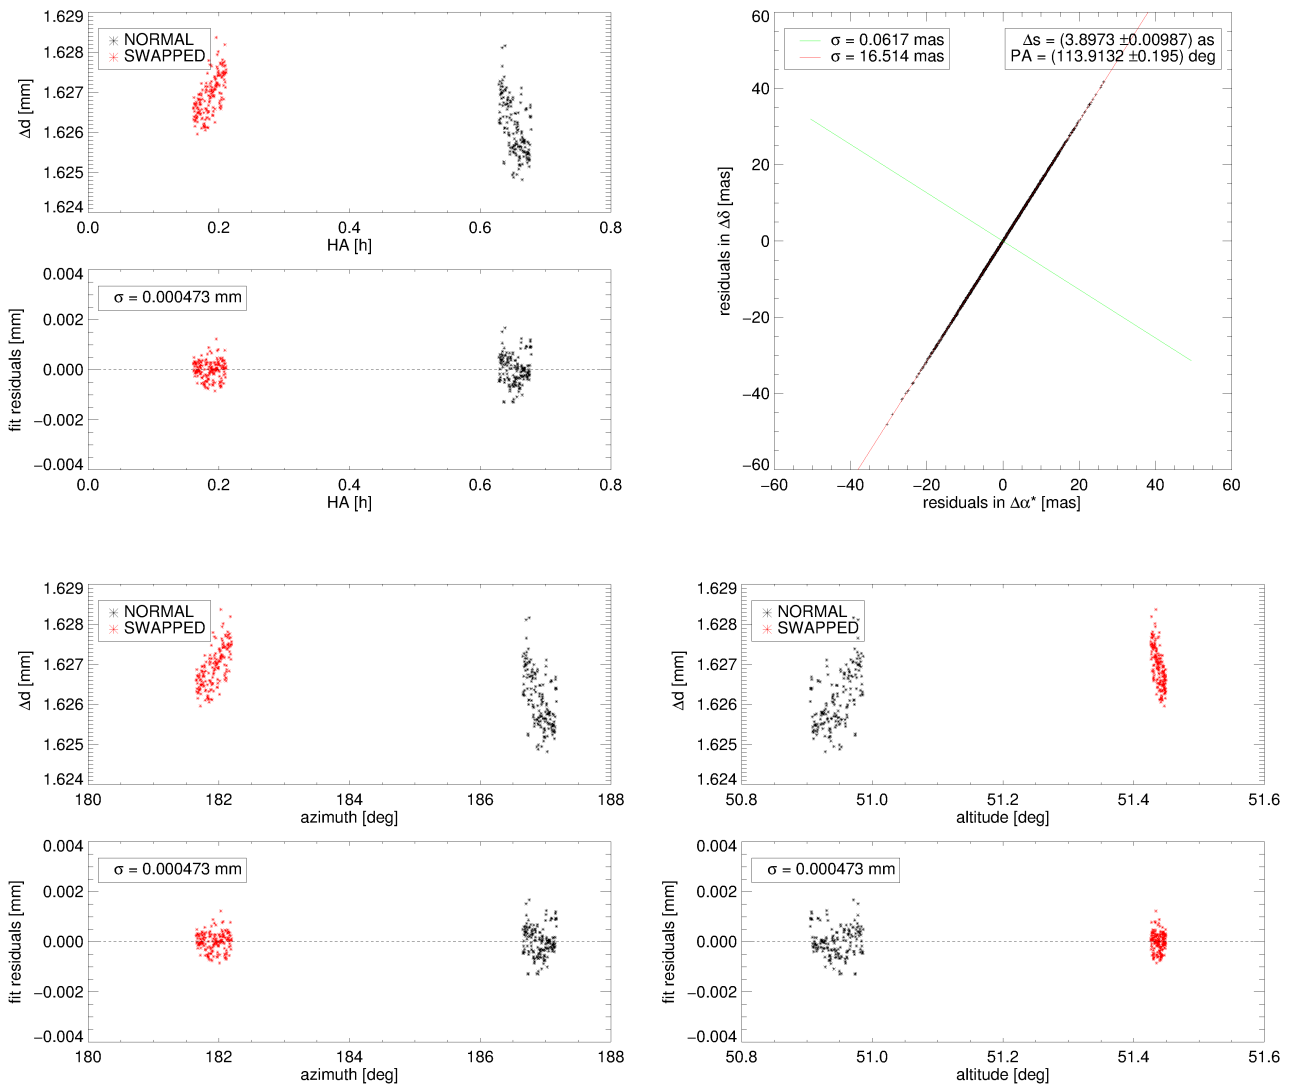 1.629
1.628
1.627
1.626
1.625
1.624
Δd [mm]
NORMAL
SWAPPED
0.0 0.2 0.4 0.6 0.8
HA [h]
0.004
0.002
0.000
−0.002
−0.004
fit residuals [mm]
σ = 0.000473 mm
0.0 0.2 0.4 0.6 0.8
HA [h]
60
40
20
0
−20
−40
−60
residuals in Δδ [mas]
σ = 0.0617 mas
σ = 16.514 mas
Δs = (3.8973 ±0.00987) as
PA = (113.9132 ±0.195) deg
−60 −40 −20 0 20 40 60
residuals in Δα* [mas]
1.629
1.628
1.627
1.626
1.625
1.624
Δd [mm]
NORMAL
SWAPPED
180 182 184 186 188
azimuth [deg]
1.629
1.628
1.627
1.626
1.625
1.624
Δd [mm]
NORMAL
SWAPPED
50.8 51.0 51.2 51.4 51.6
altitude [deg]
0.004
0.002
0.000
−0.002
−0.004
fit residuals [mm]
σ = 0.000473 mm
180 182 184 186 188
azimuth [deg]
0.004
0.002
0.000
−0.002
−0.004
fit residuals [mm]
σ = 0.000473 mm
50.8 51.0 51.2 51.4 51.6
altitude [deg]